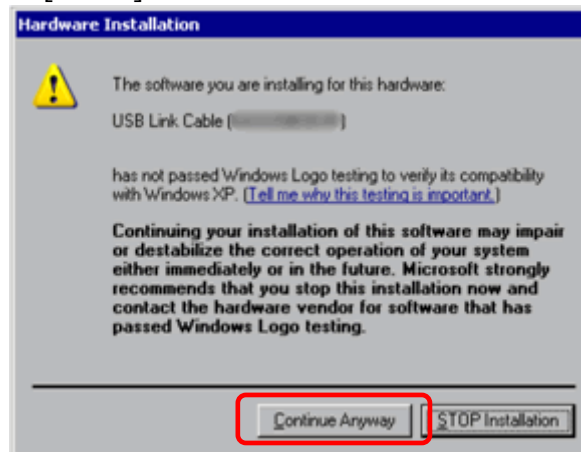 Hardware Installation
The software you are installing for this hardware:
USB Link Cable ( )
has not passed Windows Logo testing to verify its compatibility
with Windows XP. (Tell me why this testing is important.)
Continuing your installation of this software may impair
or destabilize the correct operation of your system
either immediately or in the future. Microsoft strongly
recommends that you stop this installation now and
contact the hardware vendor for software that has
passed Windows Logo testing.
Continue Anyway STOP Installation